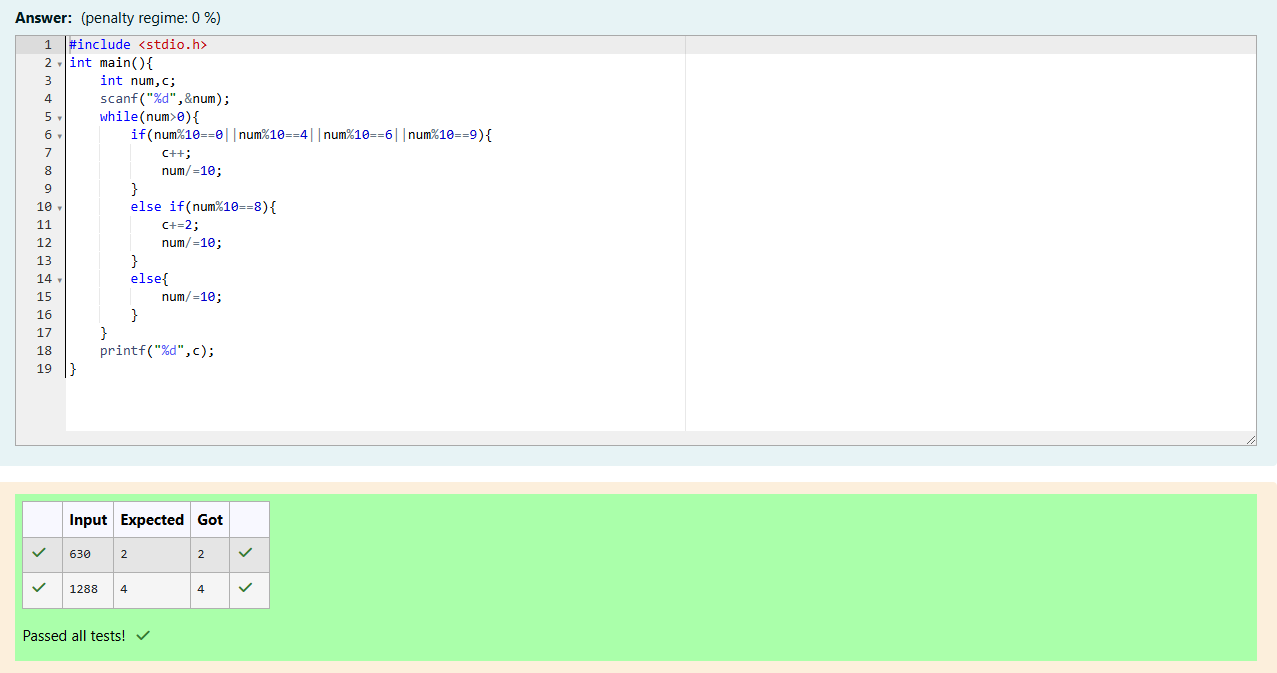 Answer: (penalty regime: 0 %)
1 #include <stdio.h>
2 int main(){
3     int num,c;
4     scanf("%d",&num);
5     while(num>0){
6         if(num%10==0||num%10==4||num%10==6||num%10==9){
7             c++;
8             num/=10;
9         }
10         else if(num%10==8){
11             c+=2;
12             num/=10;
13         }
14         else{
15             num/=10;
16         }
17     }
18     printf("%d",c);
19 }
Input Expected Got
630 2 2
1288 4 4
Passed all tests!